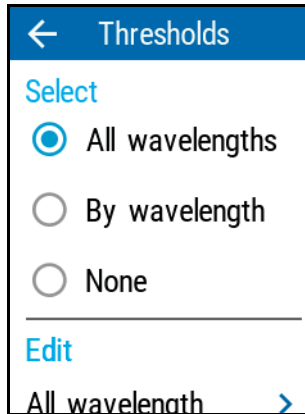 Thresholds
Select
All wavelengths
By wavelength
None
Edit
All wavelength